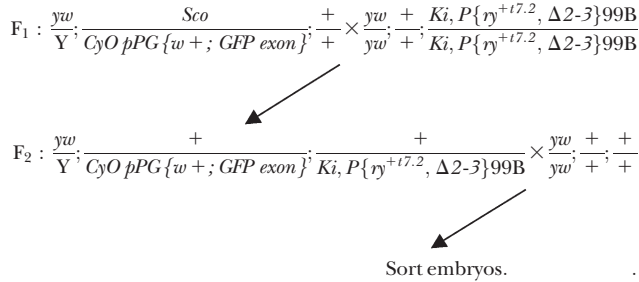 F₁ : yw/Y; Sco/CyO pPG{w+; GFP exon}; +/+ × yw/yw; +/+; Ki, P{ry⁺ᵗ⁷·², Δ2-3}99B/Ki, P{ry⁺ᵗ⁷·², Δ2-3}99B
F₂ : yw/Y; +/CyO pPG{w+; GFP exon}; +/Ki, P{ry⁺ᵗ⁷·², Δ2-3}99B × yw/yw; +/+; +/+
Sort embryos. .